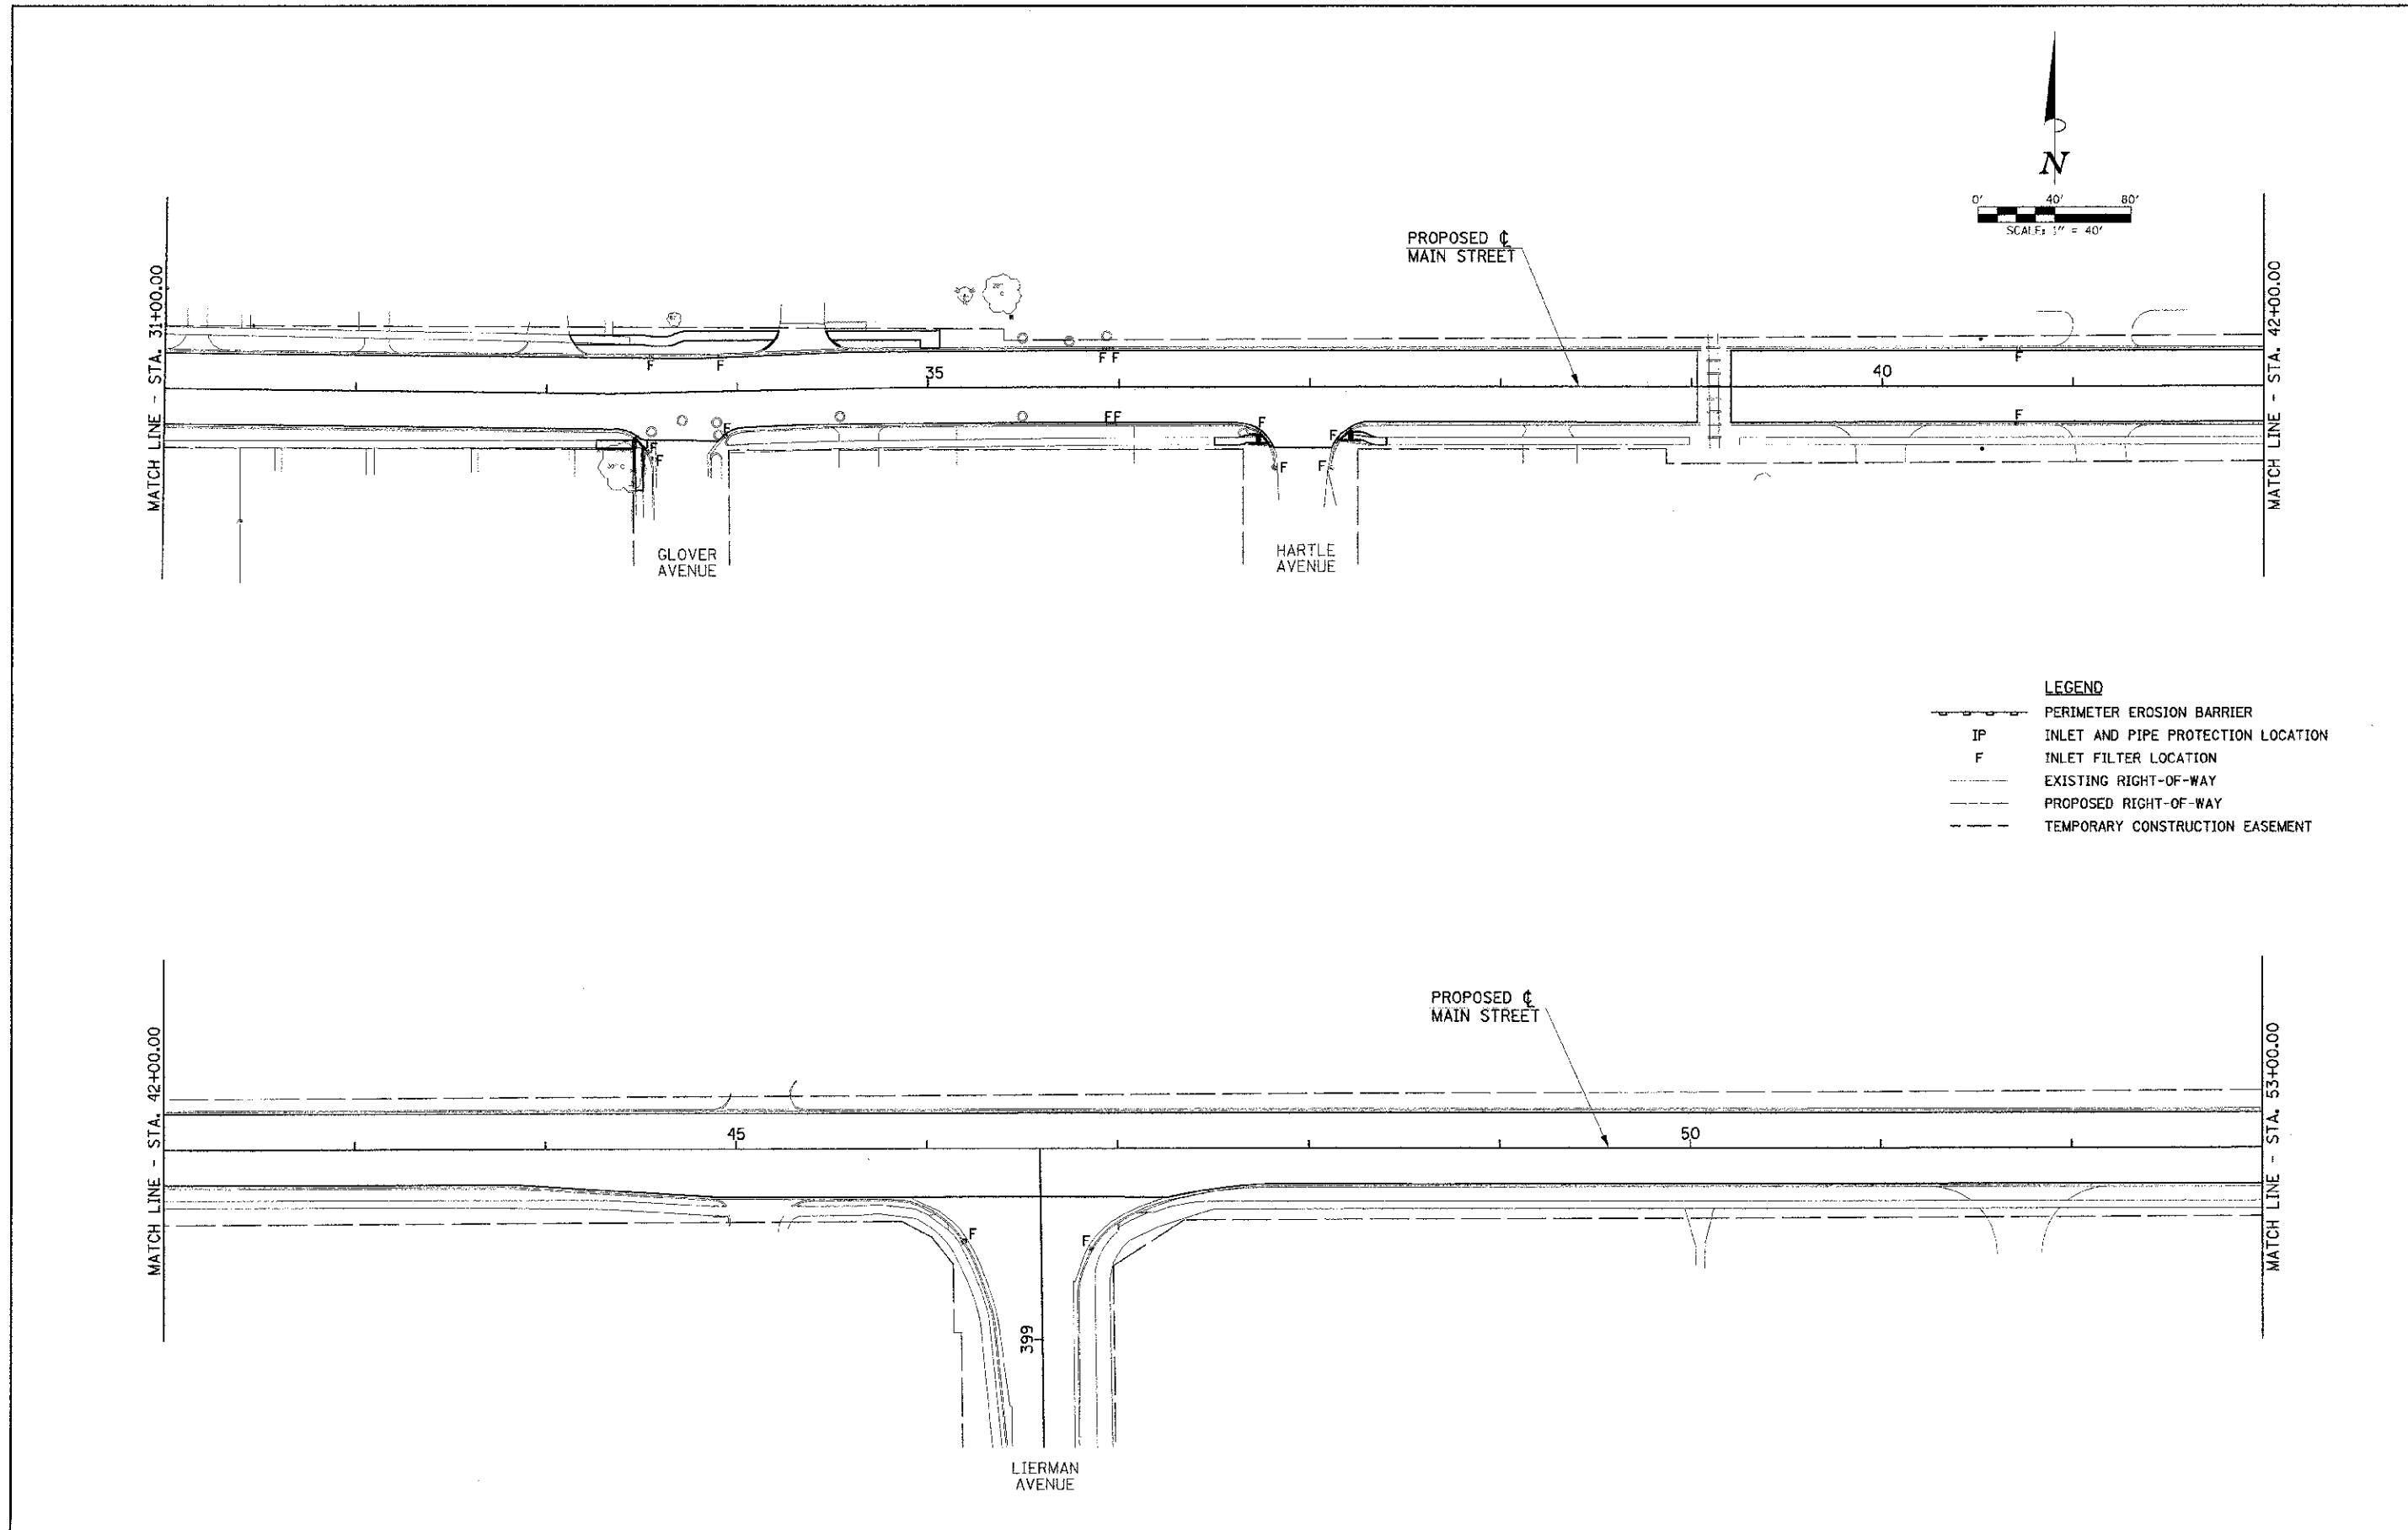 N
0' 40' 80'
SCALE: 1" = 40'
PROPOSED ℄
MAIN STREET
MATCH LINE - STA. 31+00.00
MATCH LINE - STA. 42+00.00
28"
C
F F F F F
35 40
F F F F F F
F F F
30" C
GLOVER
AVENUE
HARTLE
AVENUE
LEGEND
PERIMETER EROSION BARRIER
IP INLET AND PIPE PROTECTION LOCATION
F INLET FILTER LOCATION
EXISTING RIGHT-OF-WAY
PROPOSED RIGHT-OF-WAY
TEMPORARY CONSTRUCTION EASEMENT
PROPOSED ℄
MAIN STREET
MATCH LINE - STA. 42+00.00
MATCH LINE - STA. 53+00.00
45 50
F F
399
LIERMAN
AVENUE